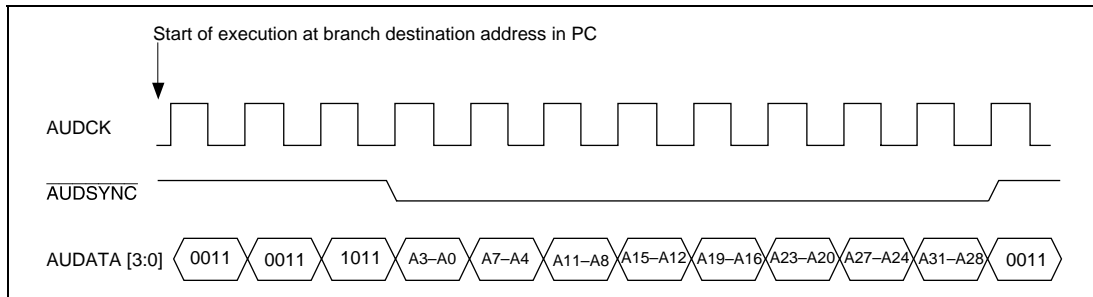 Start of execution at branch destination address in PC
AUDCK
AUDSYNC
AUDATA [3:0] 0011 0011 1011 A3–A0 A7–A4 A11–A8 A15–A12 A19–A16 A23–A20 A27–A24 A31–A28 0011